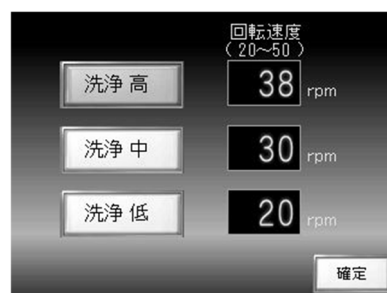 回転速度
（20～50）
洗浄 高 38 rpm
洗浄 中 30 rpm
洗浄 低 20 rpm
確定